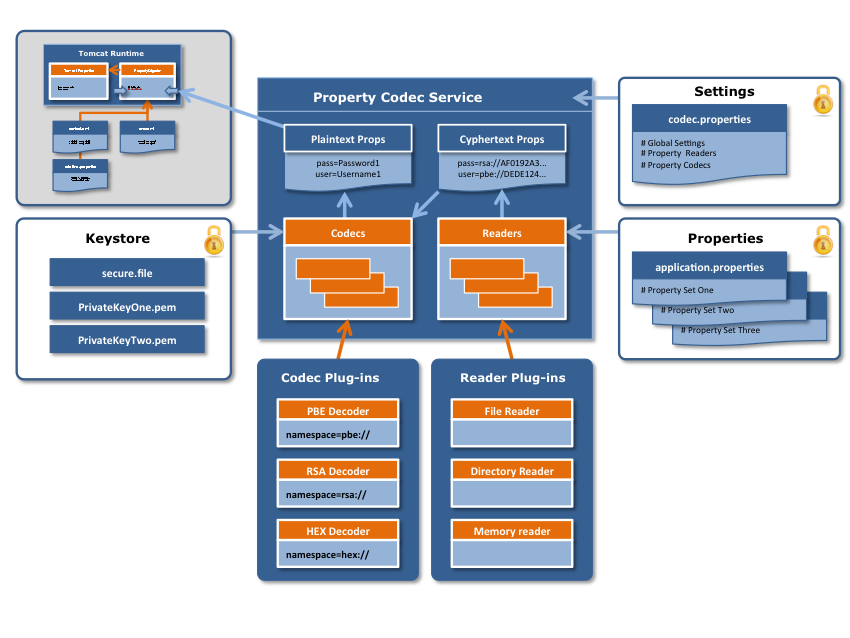 Tomcat Runtime
Property Codec Service
Plaintext Props
pass=Password1
user=Username1
Cyphertext Props
pass=rsa://AF0192A3...
user=pbe://DEDE124...
Codecs
Readers
Settings
codec.properties
# Global Settings
# Property  Readers
# Property Codecs
Keystore
secure.file
PrivateKeyOne.pem
PrivateKeyTwo.pem
Properties
application.properties
# Property Set One
# Property Set Two
# Property Set Three
Codec Plug-ins
PBE Decoder
namespace=pbe://
RSA Decoder
namespace=rsa://
HEX Decoder
namespace=hex://
Reader Plug-ins
File Reader
Directory Reader
Memory reader